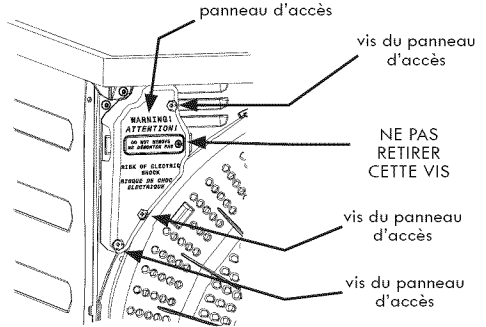 panneau d'accès
vis du panneau
d'accès
WARNING!
ATTENTION!
DO NOT REMOVE
NE DÉMONTER PAS
NE PAS
RETIRER
CETTE VIS
RISK OF ELECTRIC
SHOCK
RISQUE DE CHOC
ÉLECTRIQUE
vis du panneau
d'accès
vis du panneau
d'accès